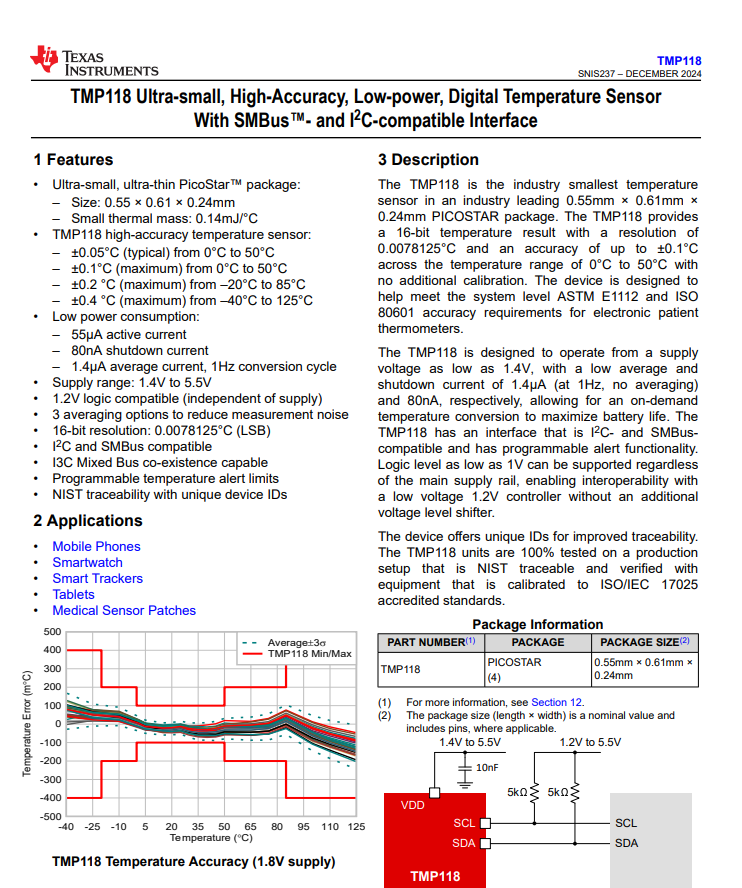 TEXAS
INSTRUMENTS
TMP118
SNIS237 – DECEMBER 2024
TMP118 Ultra-small, High-Accuracy, Low-power, Digital Temperature Sensor
With SMBus™- and I²C-compatible Interface
1 Features
• Ultra-small, ultra-thin PicoStar™ package:
– Size: 0.55 × 0.61 × 0.24mm
– Small thermal mass: 0.14mJ/°C
• TMP118 high-accuracy temperature sensor:
– ±0.05°C (typical) from 0°C to 50°C
– ±0.1°C (maximum) from 0°C to 50°C
– ±0.2 °C (maximum) from –20°C to 85°C
– ±0.4 °C (maximum) from –40°C to 125°C
• Low power consumption:
– 55µA active current
– 80nA shutdown current
– 1.4µA average current, 1Hz conversion cycle
• Supply range: 1.4V to 5.5V
• 1.2V logic compatible (independent of supply)
• 3 averaging options to reduce measurement noise
• 16-bit resolution: 0.0078125°C (LSB)
• I²C and SMBus compatible
• I3C Mixed Bus co-existence capable
• Programmable temperature alert limits
• NIST traceability with unique device IDs
2 Applications
• Mobile Phones
• Smartwatch
• Smart Trackers
• Tablets
• Medical Sensor Patches
500
400
300
200
100
0
-100
-200
-300
-400
-500
Temperature Error (m°C)
Average±3σ
TMP118 Min/Max
-40 -25 -10 5 20 35 50 65 80 95 110 125
Temperature (°C)
TMP118 Temperature Accuracy (1.8V supply)
3 Description
The TMP118 is the industry smallest temperature
sensor in an industry leading 0.55mm × 0.61mm ×
0.24mm PICOSTAR package. The TMP118 provides
a 16-bit temperature result with a resolution of
0.0078125°C and an accuracy of up to ±0.1°C
across the temperature range of 0°C to 50°C with
no additional calibration. The device is designed to
help meet the system level ASTM E1112 and ISO
80601 accuracy requirements for electronic patient
thermometers.
The TMP118 is designed to operate from a supply
voltage as low as 1.4V, with a low average and
shutdown current of 1.4µA (at 1Hz, no averaging)
and 80nA, respectively, allowing for an on-demand
temperature conversion to maximize battery life. The
TMP118 has an interface that is I²C- and SMBus-
compatible and has programmable alert functionality.
Logic level as low as 1V can be supported regardless
of the main supply rail, enabling interoperability with
a low voltage 1.2V controller without an additional
voltage level shifter.
The device offers unique IDs for improved traceability.
The TMP118 units are 100% tested on a production
setup that is NIST traceable and verified with
equipment that is calibrated to ISO/IEC 17025
accredited standards.
Package Information
PART NUMBER(1) PACKAGE PACKAGE SIZE(2)
TMP118 PICOSTAR 0.55mm × 0.61mm ×
(4) 0.24mm
(1) For more information, see Section 12.
(2) The package size (length × width) is a nominal value and
includes pins, where applicable.
1.4V to 5.5V 1.2V to 5.5V
10nF
5kΩ 5kΩ
VDD
SCL SCL
SDA SDA
TMP118